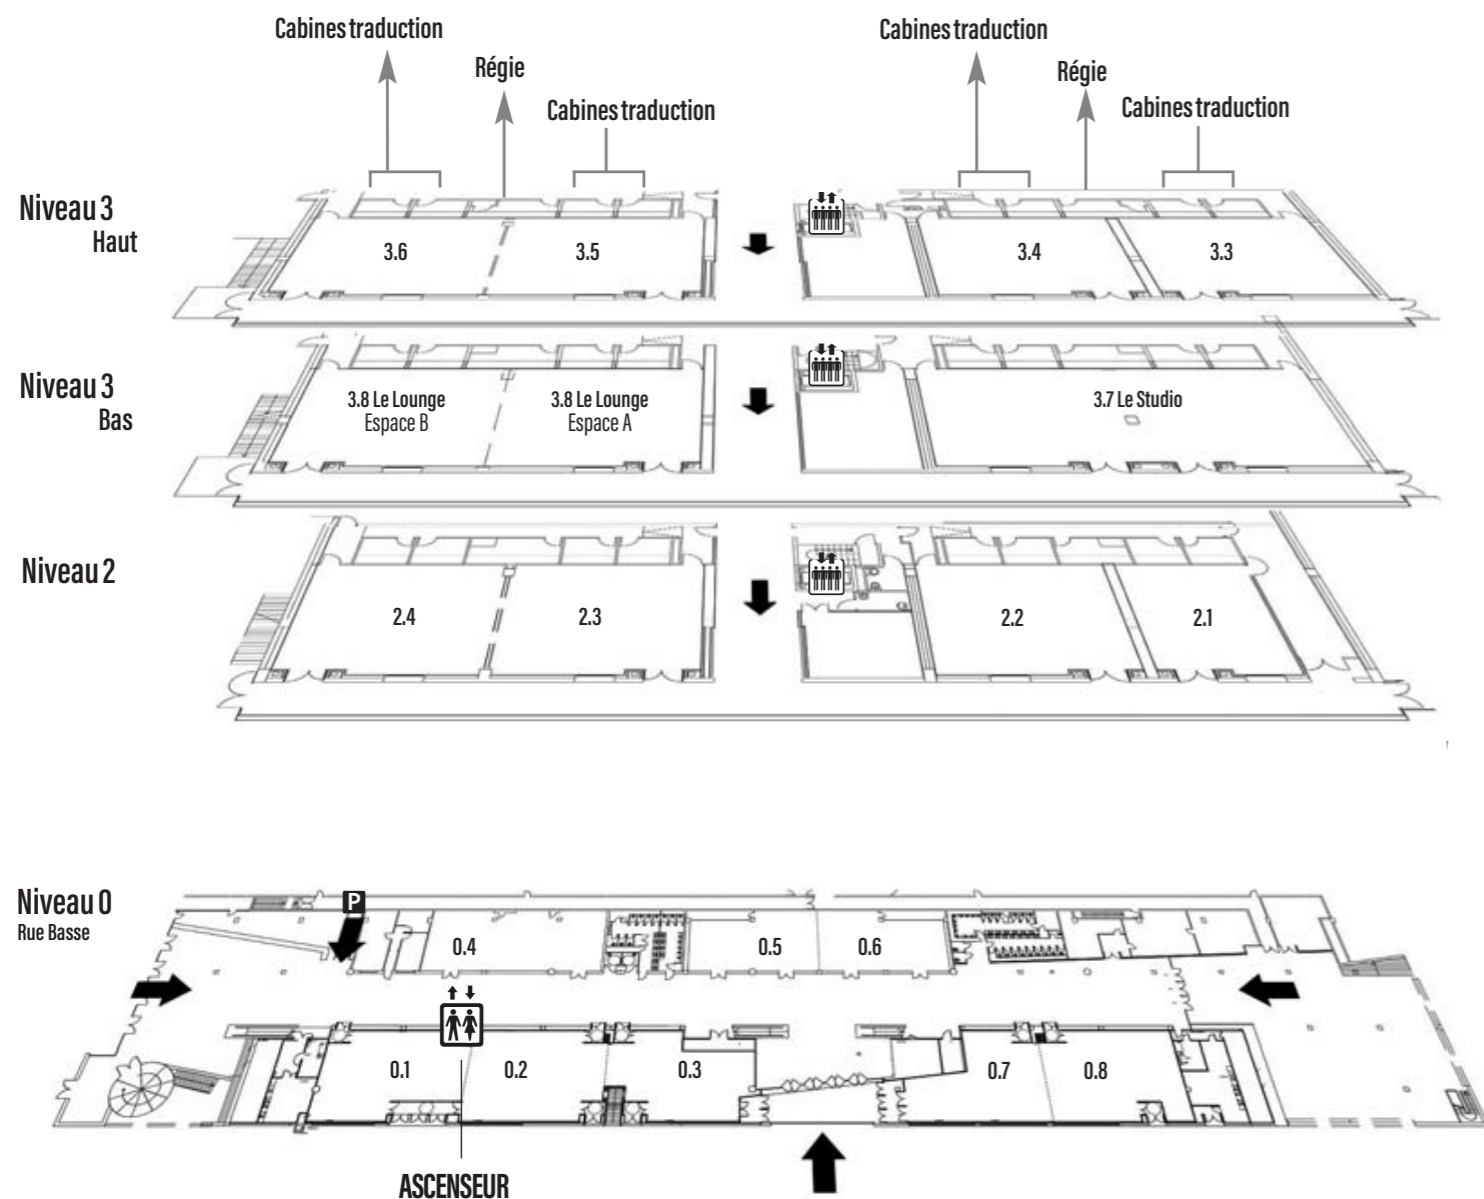 Cabines traduction
Régie
Cabines traduction
Cabines traduction
Régie
Cabines traduction
Niveau 3
Haut
3.6
3.5
3.4
3.3
Niveau 3
Bas
3.8 Le Lounge
Espace B
3.8 Le Lounge
Espace A
3.7 Le Studio
Niveau 2
2.4
2.3
2.2
2.1
Niveau 0
Rue Basse
P
0.4
0.5
0.6
0.1
0.2
0.3
0.7
0.8
ASCENSEUR